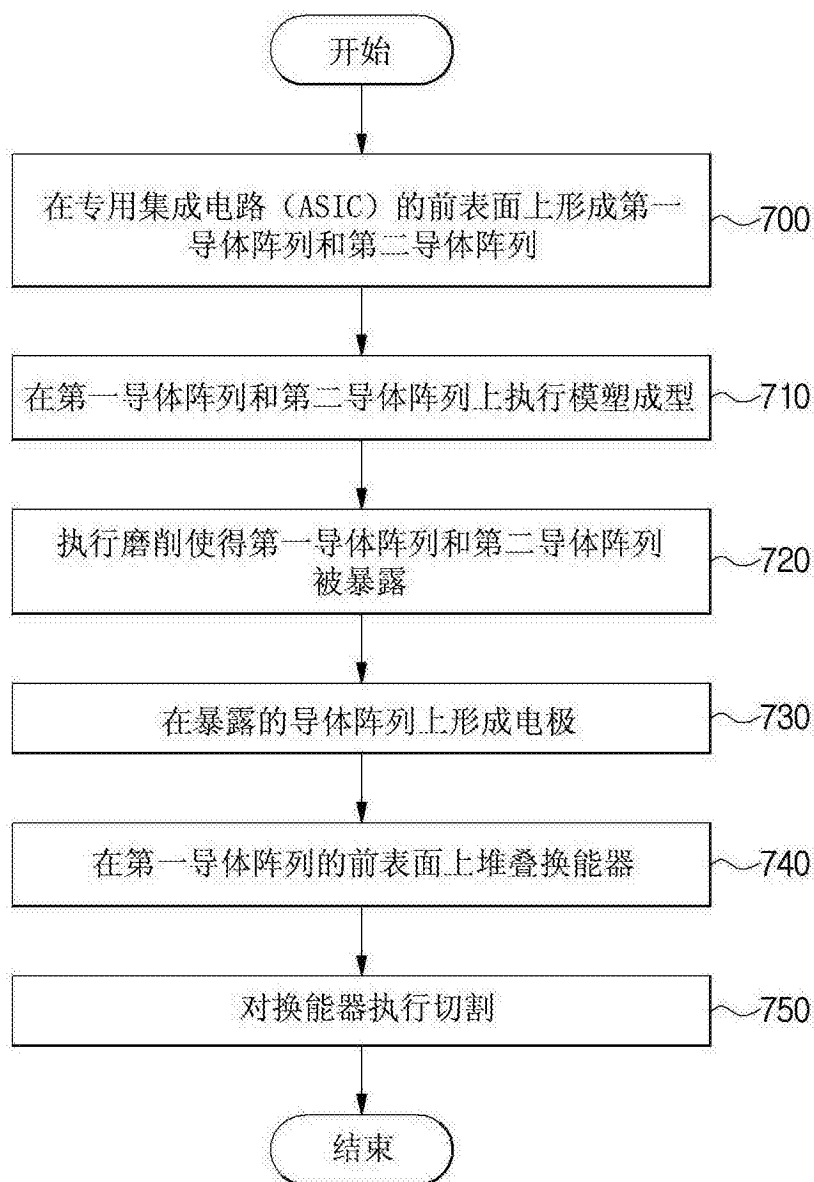 开始
在专用集成电路（ASIC）的前表面上形成第一
导体阵列和第二导体阵列
700
在第一导体阵列和第二导体阵列上执行模塑成型
710
执行磨削使得第一导体阵列和第二导体阵列
被暴露
720
在暴露的导体阵列上形成电极
730
在第一导体阵列的前表面上堆叠换能器
740
对换能器执行切割
750
结束